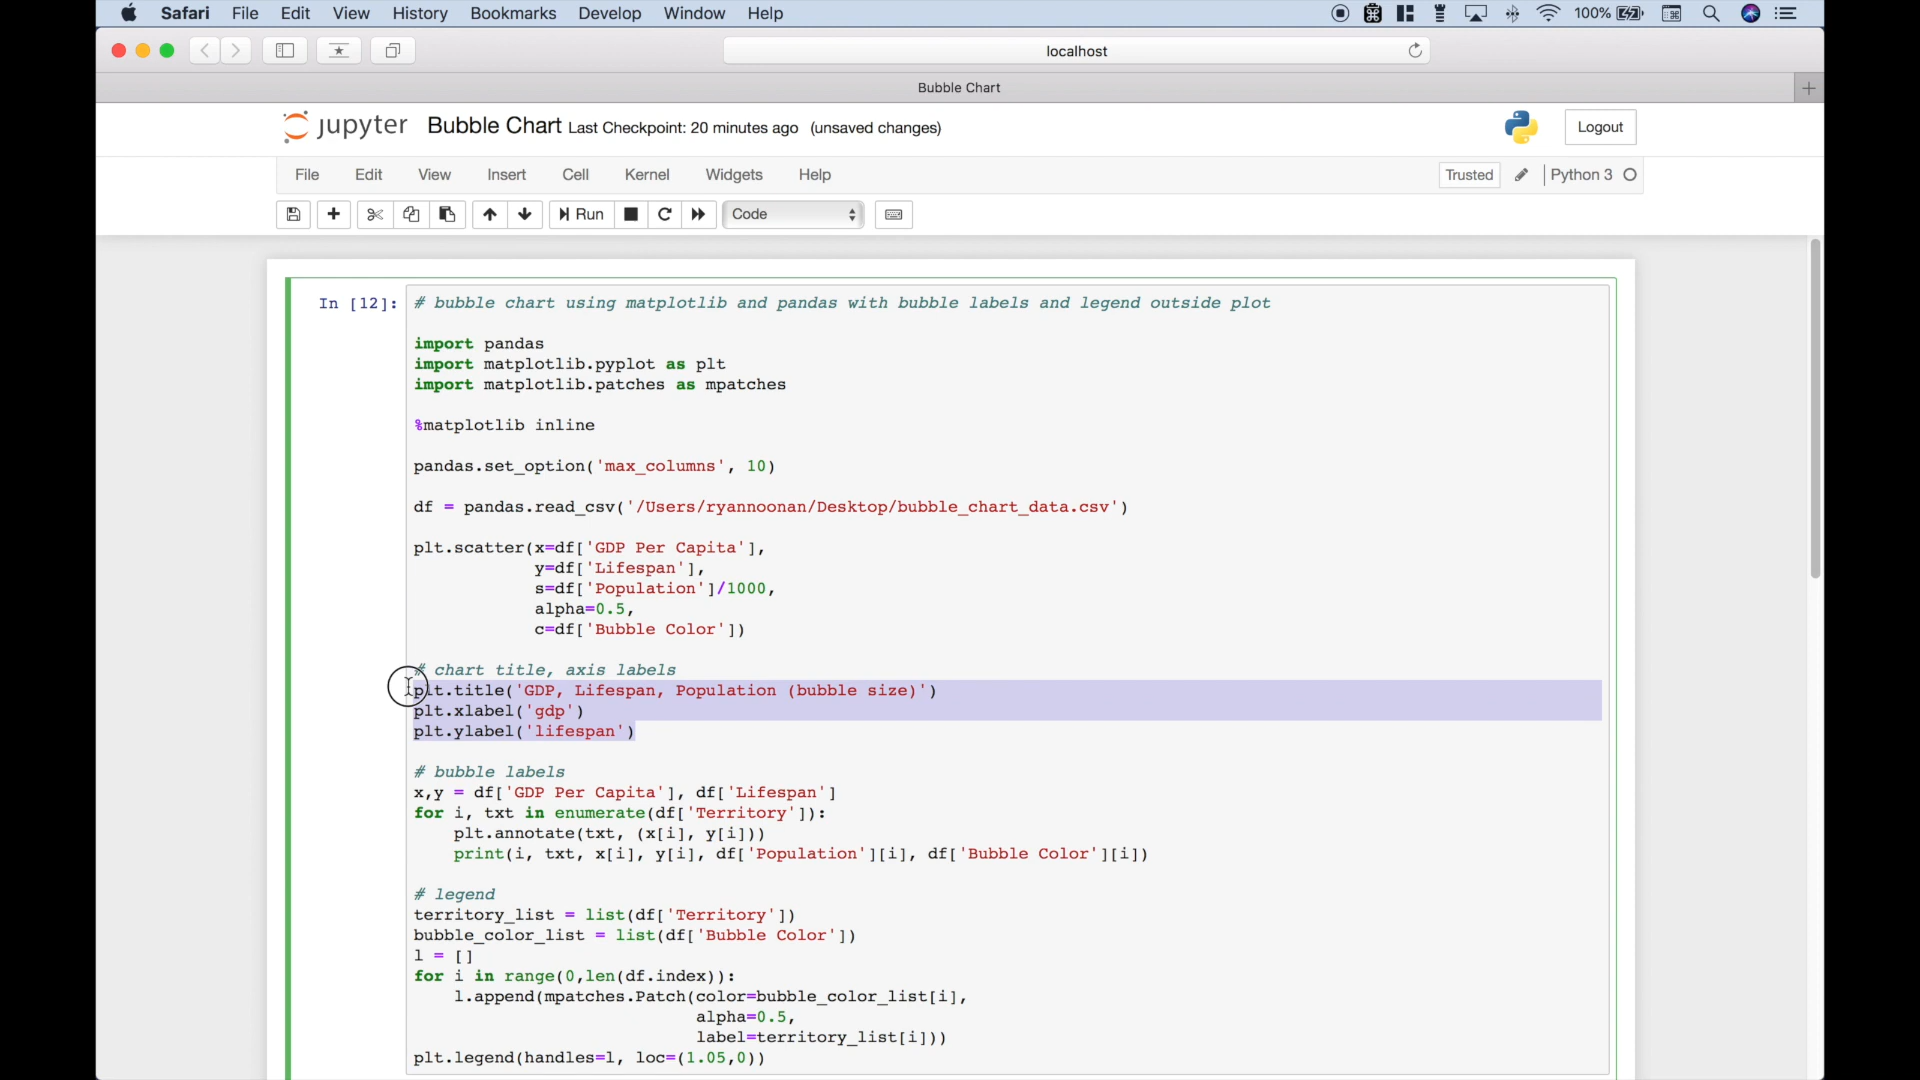 Safari File Edit View History Bookmarks Develop Window Help 100%
localhost
Bubble Chart
jupyter Bubble Chart Last Checkpoint: 20 minutes ago (unsaved changes) Logout
File Edit View Insert Cell Kernel Widgets Help Trusted Python 3
Run Code
In [12]: # bubble chart using matplotlib and pandas with bubble labels and legend outside plot
import pandas
import matplotlib.pyplot as plt
import matplotlib.patches as mpatches
%matplotlib inline
pandas.set_option('max_columns', 10)
df = pandas.read_csv('/Users/ryannoonan/Desktop/bubble_chart_data.csv')
plt.scatter(x=df['GDP Per Capita'],
y=df['Lifespan'],
s=df['Population']/1000,
alpha=0.5,
c=df['Bubble Color'])
# chart title, axis labels
plt.title('GDP, Lifespan, Population (bubble size)')
plt.xlabel('gdp')
plt.ylabel('lifespan')
# bubble labels
x,y = df['GDP Per Capita'], df['Lifespan']
for i, txt in enumerate(df['Territory']):
plt.annotate(txt, (x[i], y[i]))
print(i, txt, x[i], y[i], df['Population'][i], df['Bubble Color'][i])
# legend
territory_list = list(df['Territory'])
bubble_color_list = list(df['Bubble Color'])
l = []
for i in range(0,len(df.index)):
l.append(mpatches.Patch(color=bubble_color_list[i],
alpha=0.5,
label=territory_list[i]))
plt.legend(handles=l, loc=(1.05,0))